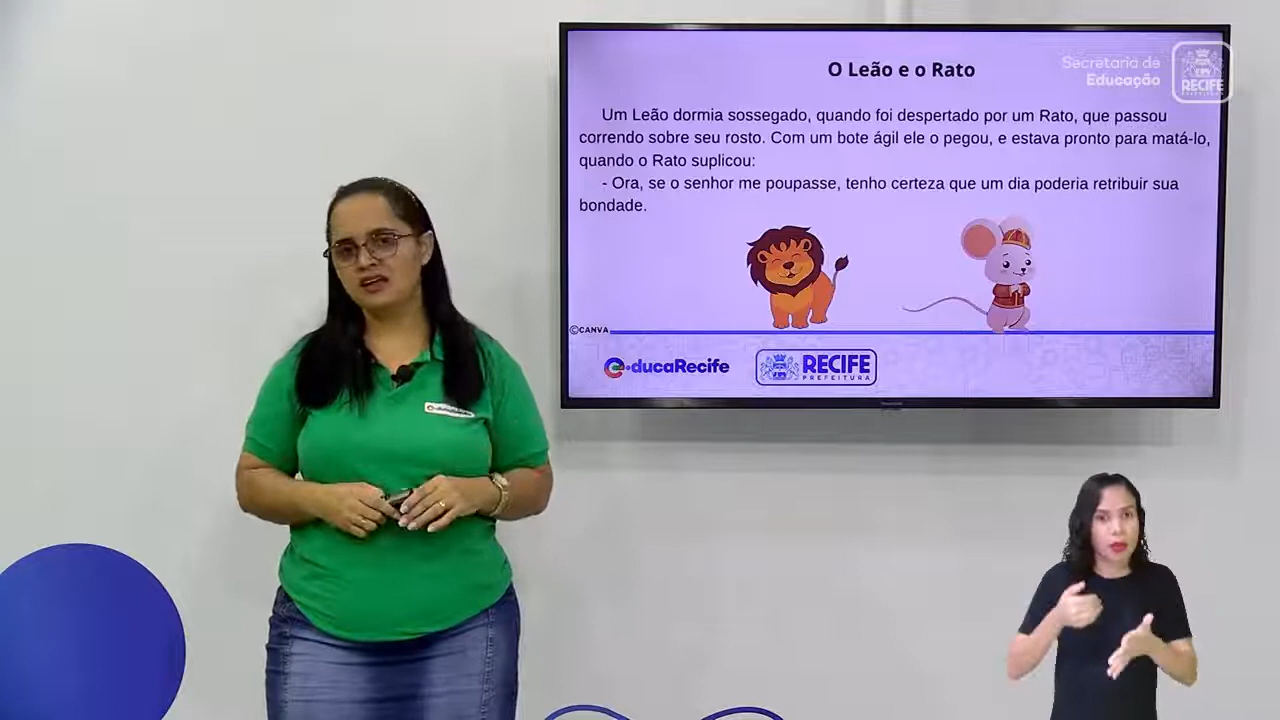 O Leão e o Rato
Secretaria de
Educação
RECIFE
PREFEITURA
Um Leão dormia sossegado, quando foi despertado por um Rato, que passou
correndo sobre seu rosto. Com um bote ágil ele o pegou, e estava pronto para matá-lo,
quando o Rato suplicou:
- Ora, se o senhor me poupasse, tenho certeza que um dia poderia retribuir sua
bondade.
©CANVA
e·ducaRecife
RECIFE
PREFEITURA